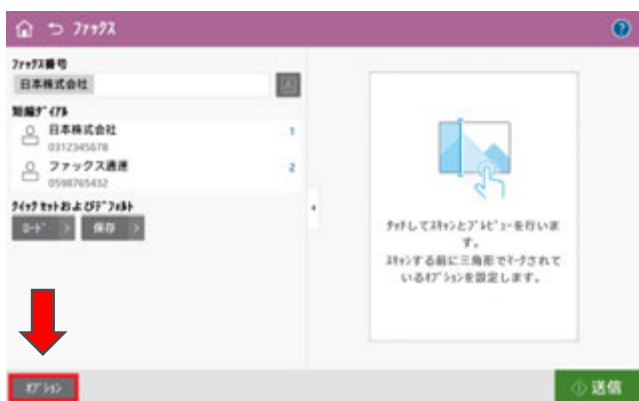 ﾌｧｯｸｽ
ﾌｧｯｸｽ番号
日本株式会社
短縮ﾀﾞｲｱﾙ
日本株式会社 1
0312345678
ファックス通運 2
0598765432
ｸｲｯｸ ｾｯﾄおよびﾃﾞﾌｫﾙﾄ
ﾛｰﾄﾞ
保存
ﾀｯﾁしてｽｷｬﾝとﾌﾟﾚﾋﾞｭｰを行いま
す。
ｽｷｬﾝする前に三角形でﾏｰｸされて
いるｵﾌﾟｼｮﾝを設定します。
ｵﾌﾟｼｮﾝ
送信